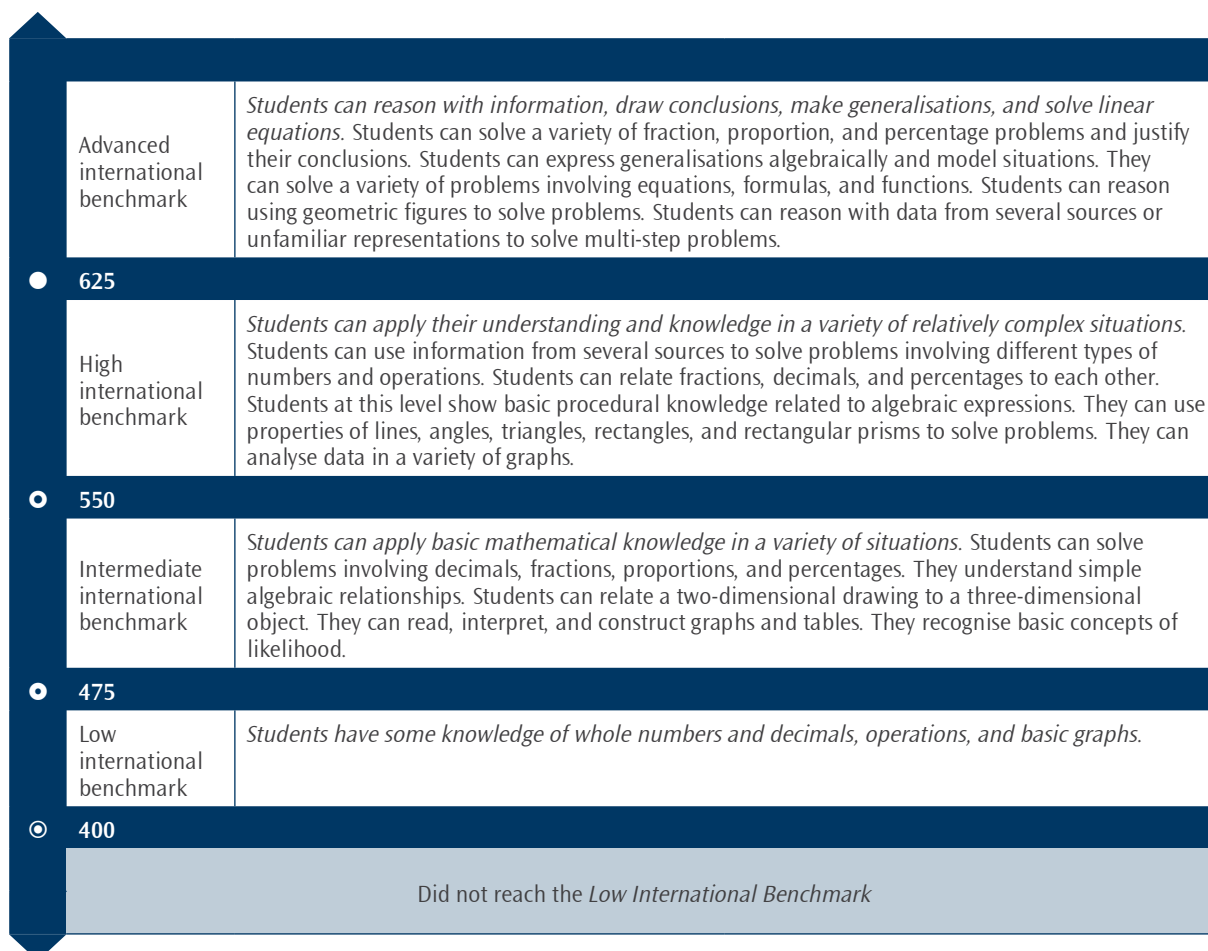 Advanced
international
benchmark
Students can reason with information, draw conclusions, make generalisations, and solve linear
equations. Students can solve a variety of fraction, proportion, and percentage problems and justify
their conclusions. Students can express generalisations algebraically and model situations. They
can solve a variety of problems involving equations, formulas, and functions. Students can reason
using geometric figures to solve problems. Students can reason with data from several sources or
unfamiliar representations to solve multi-step problems.
625
High
international
benchmark
Students can apply their understanding and knowledge in a variety of relatively complex situations.
Students can use information from several sources to solve problems involving different types of
numbers and operations. Students can relate fractions, decimals, and percentages to each other.
Students at this level show basic procedural knowledge related to algebraic expressions. They can use
properties of lines, angles, triangles, rectangles, and rectangular prisms to solve problems. They can
analyse data in a variety of graphs.
550
Intermediate
international
benchmark
Students can apply basic mathematical knowledge in a variety of situations. Students can solve
problems involving decimals, fractions, proportions, and percentages. They understand simple
algebraic relationships. Students can relate a two-dimensional drawing to a three-dimensional
object. They can read, interpret, and construct graphs and tables. They recognise basic concepts of
likelihood.
475
Low
international
benchmark
Students have some knowledge of whole numbers and decimals, operations, and basic graphs.
400
Did not reach the Low International Benchmark